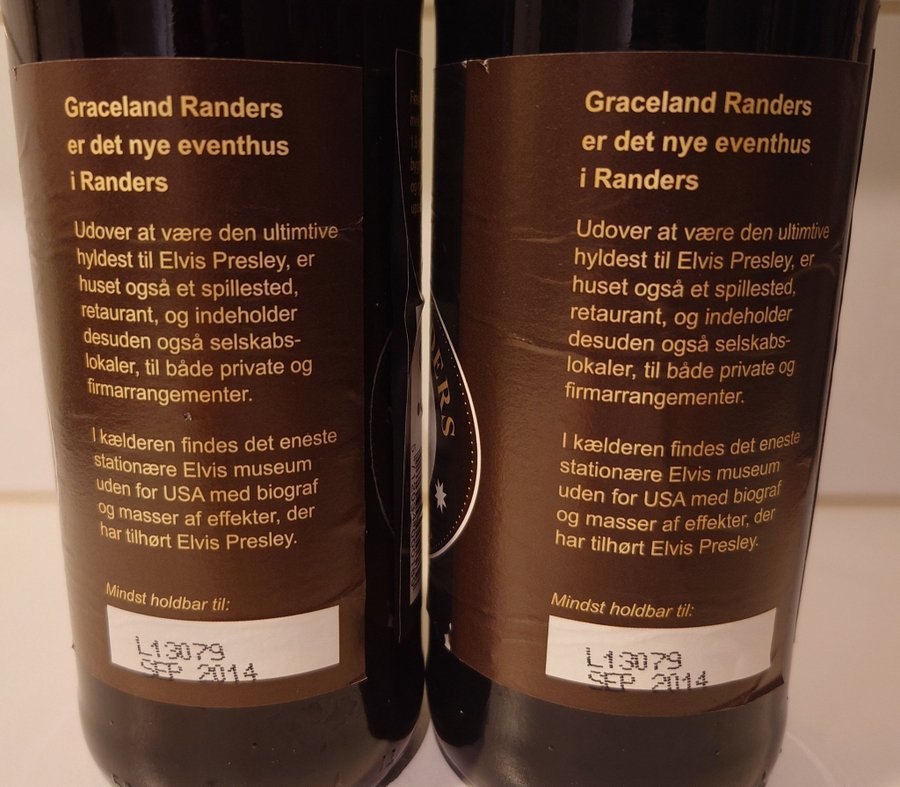 Graceland Randers
er det nye eventhus
i Randers
Udover at være den ultimtive
hyldest til Elvis Presley, er
huset også et spillested,
retaurant, og indeholder
desuden også selskabs-
lokaler, til både private og
firmarrangementer.
I kælderen findes det eneste
stationære Elvis museum
uden for USA med biograf
og masser af effekter, der
har tilhørt Elvis Presley.
Mindst holdbar til:
L13079
SEP 2014
DERS
Graceland Randers
er det nye eventhus
i Randers
Udover at være den ultimtive
hyldest til Elvis Presley, er
huset også et spillested,
retaurant, og indeholder
desuden også selskabs-
lokaler, til både private og
firmarrangementer.
I kælderen findes det eneste
stationære Elvis museum
uden for USA med biograf
og masser af effekter, der
har tilhørt Elvis Presley.
Mindst holdbar til:
L13079
SEP 2014